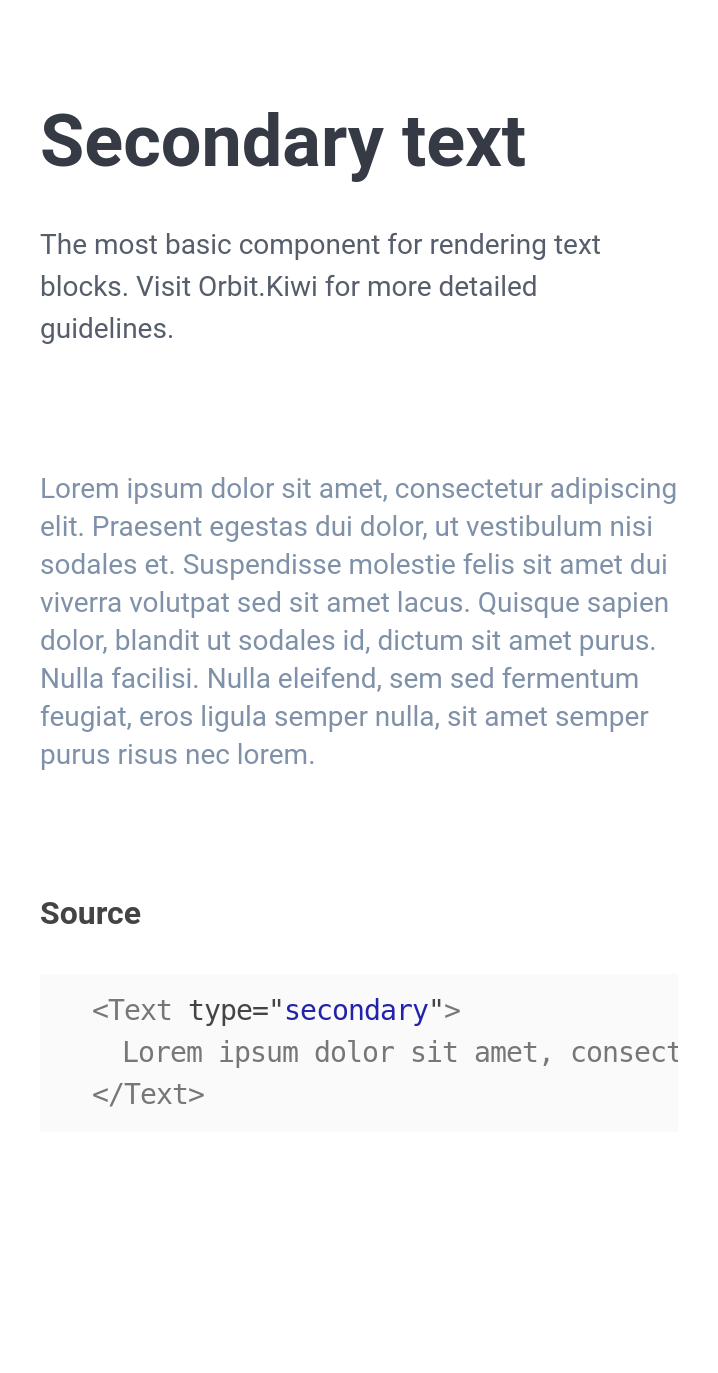 Secondary text
The most basic component for rendering text
blocks. Visit Orbit.Kiwi for more detailed
guidelines.
Lorem ipsum dolor sit amet, consectetur adipiscing
elit. Praesent egestas dui dolor, ut vestibulum nisi
sodales et. Suspendisse molestie felis sit amet dui
viverra volutpat sed sit amet lacus. Quisque sapien
dolor, blandit ut sodales id, dictum sit amet purus.
Nulla facilisi. Nulla eleifend, sem sed fermentum
feugiat, eros ligula semper nulla, sit amet semper
purus risus nec lorem.
Source
<Text type="secondary">
Lorem ipsum dolor sit amet, consect
</Text>